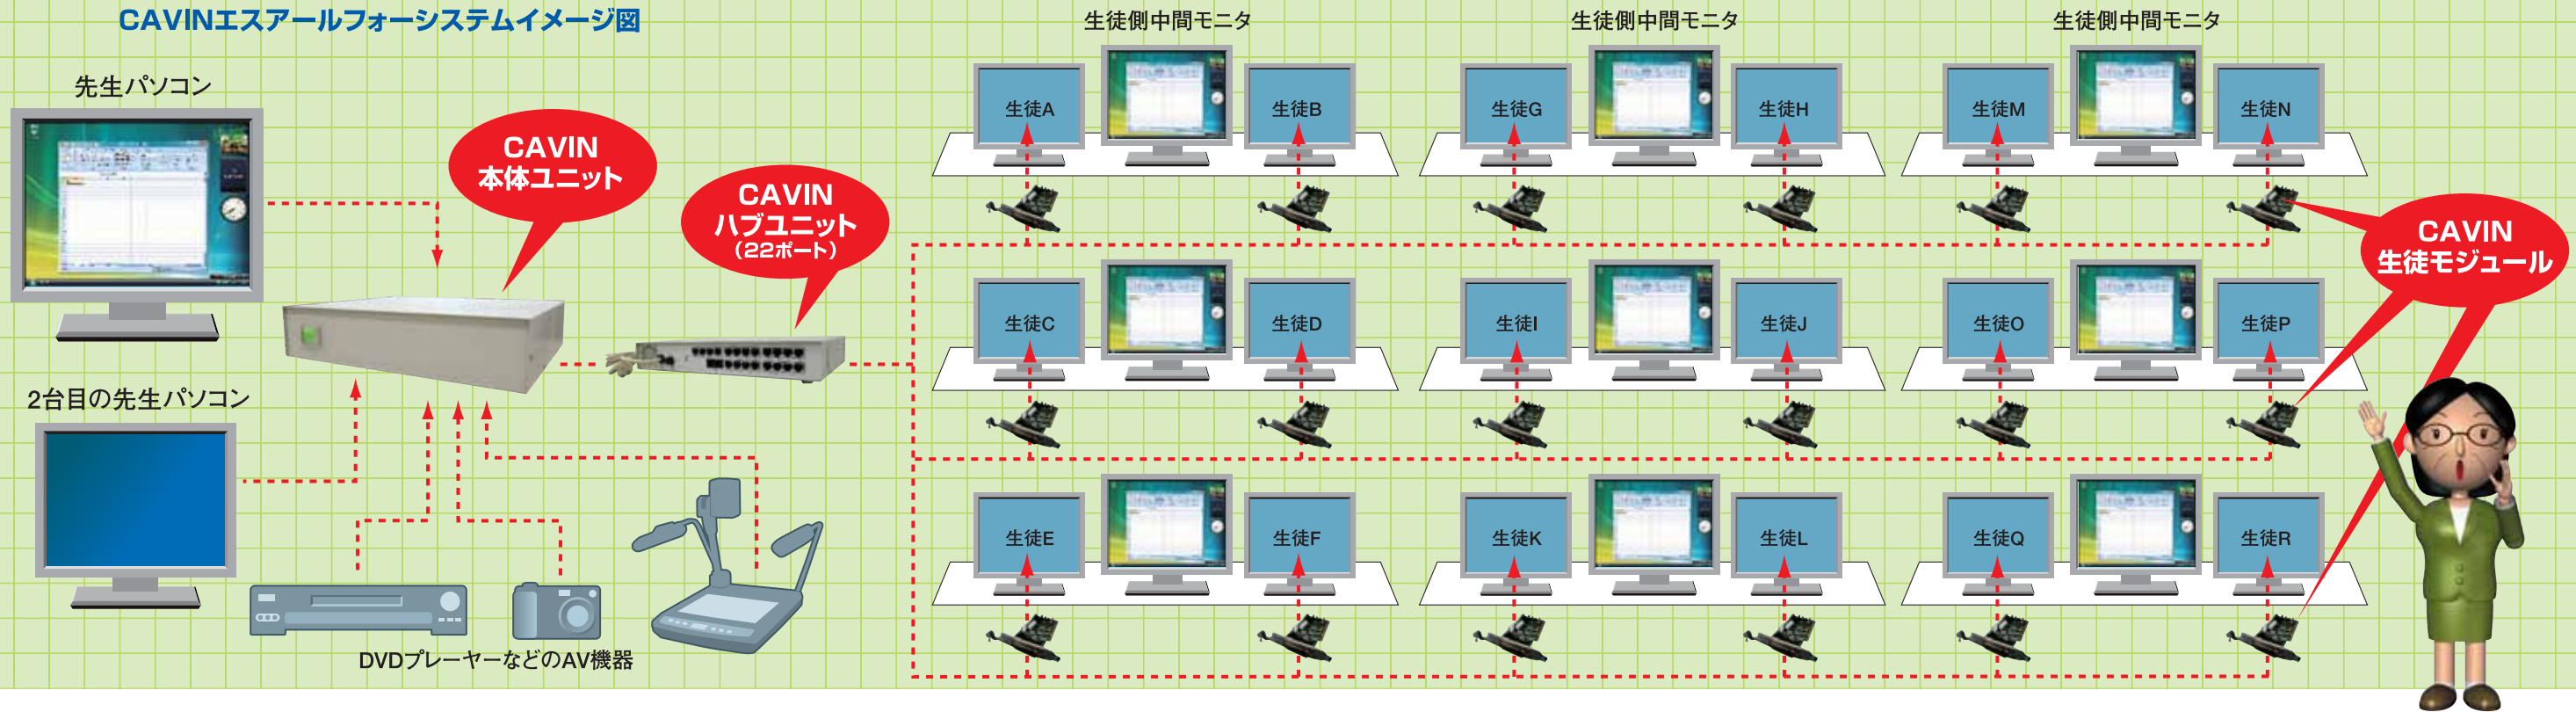 CAVINエスアールフォーシステムイメージ図
先生パソコン
CAVIN
本体ユニット
CAVIN
ハブユニット
(22ポート)
2台目の先生パソコン
DVDプレーヤーなどのAV機器
生徒側中間モニタ
生徒側中間モニタ
生徒側中間モニタ
生徒A
生徒B
生徒G
生徒H
生徒M
生徒N
CAVIN
生徒モジュール
生徒C
生徒D
生徒I
生徒J
生徒O
生徒P
生徒E
生徒F
生徒K
生徒L
生徒Q
生徒R